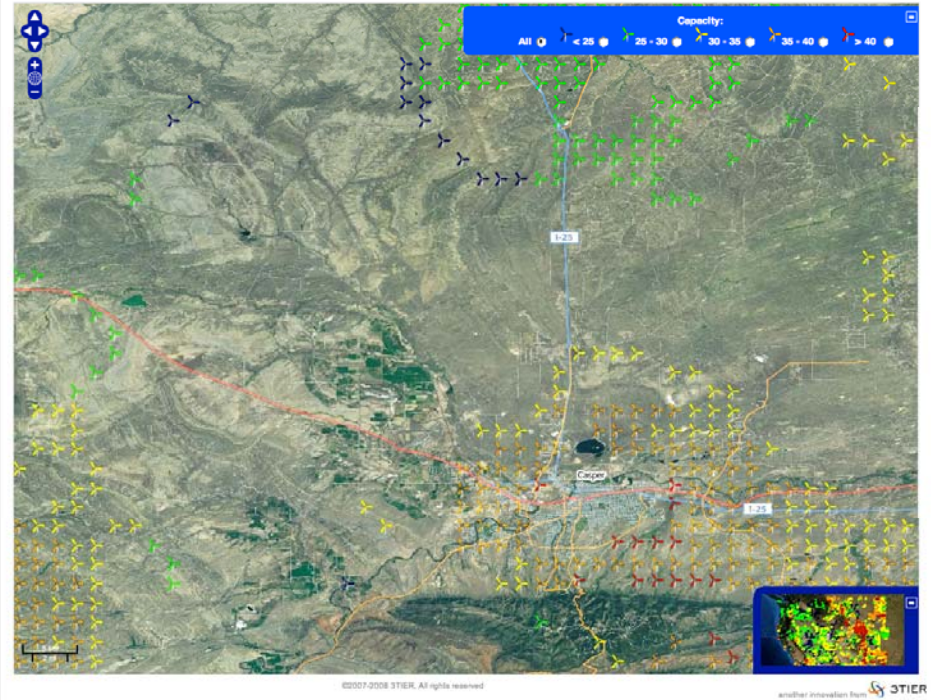 Capacity:
All < 25 25 - 30 30 - 35 35 - 40 > 40
I-25
Casper
I-25
©2007-2008 3TIER, All rights reserved
another innovation from 3TIER